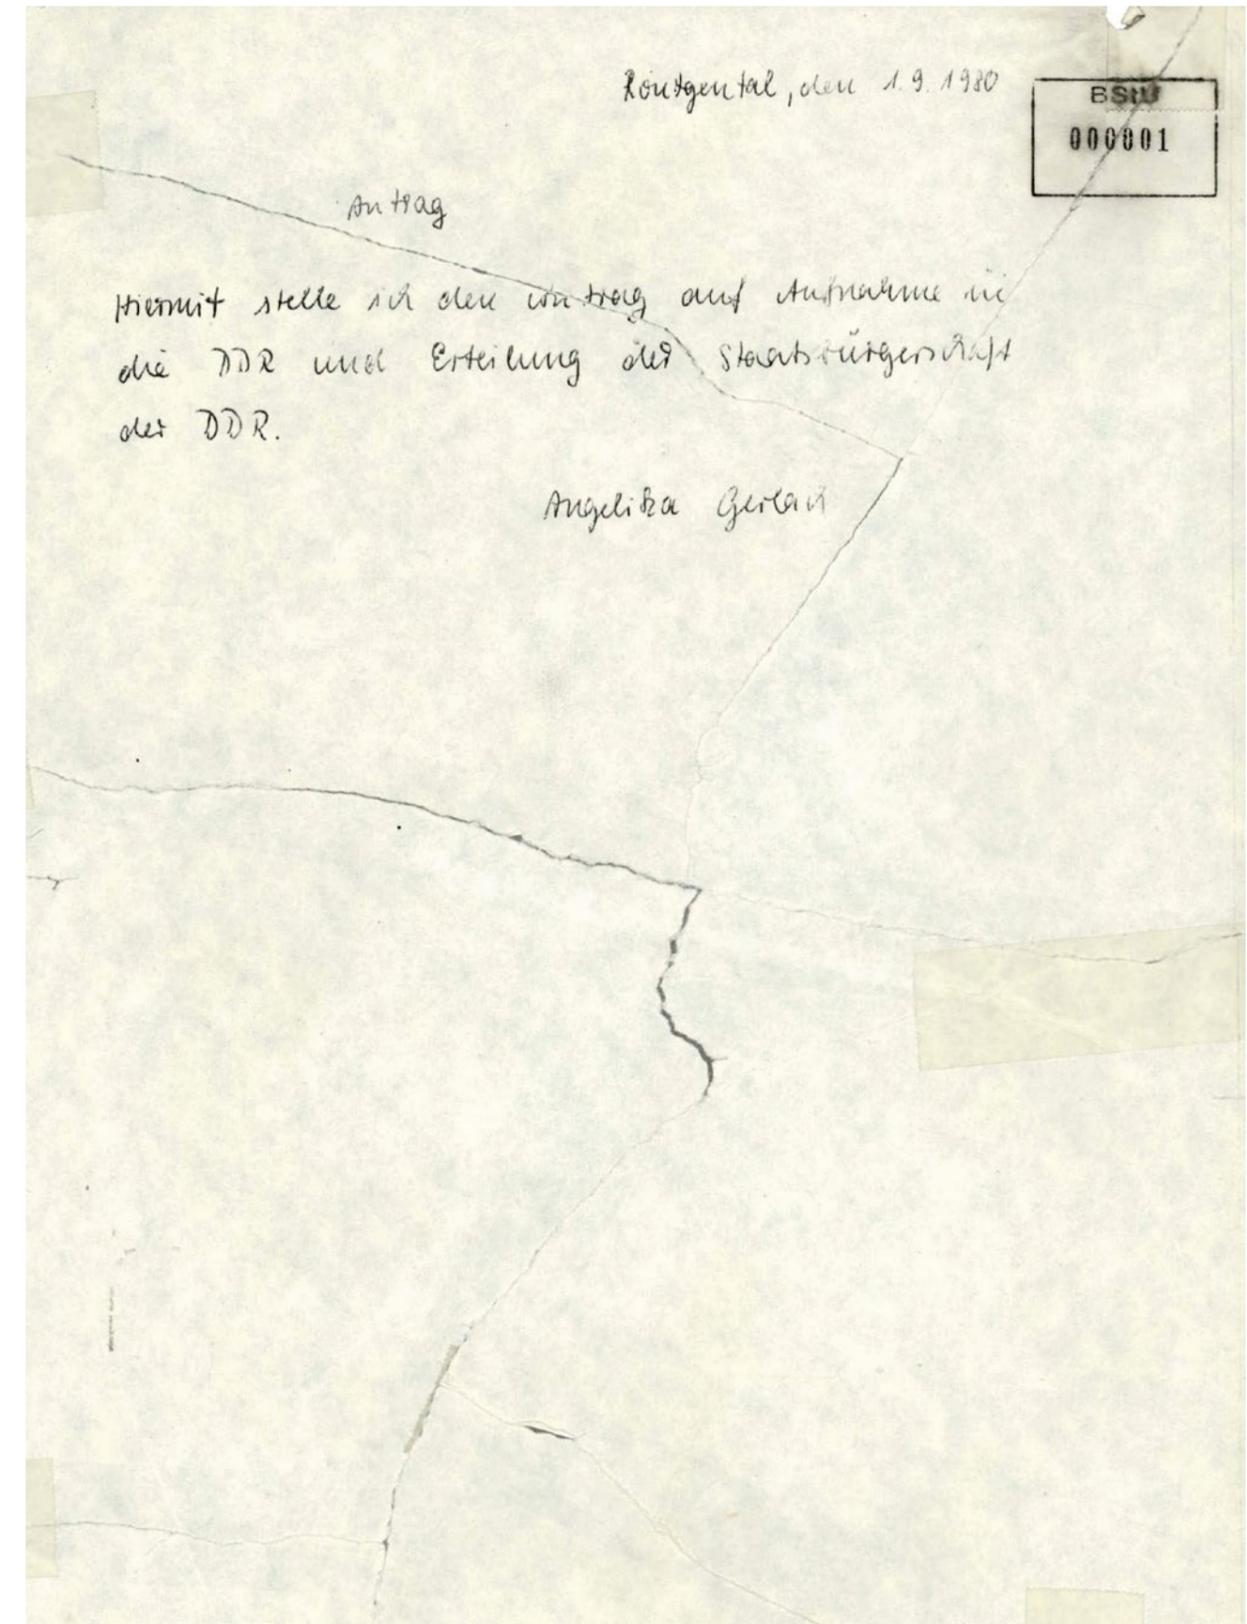 Röntgental, den 1.9.1980
BStU
000001
Antrag
Hiermit stelle ich den Antrag auf Aufnahme in
die DDR und Erteilung der Staatsbürgerschaft
der DDR.
Angelika Gerlach